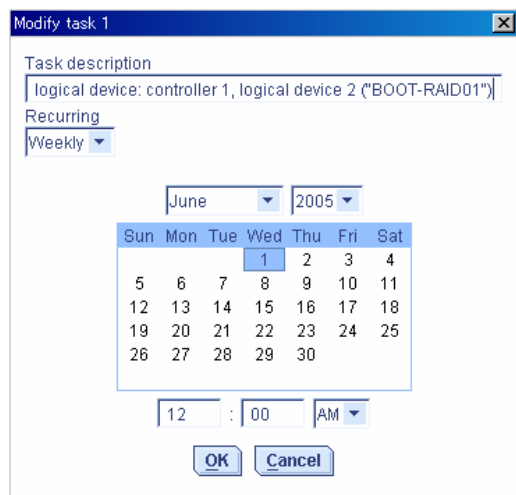 Modify task 1
Task description
logical device: controller 1, logical device 2 ("BOOT-RAID01")
Recurring
Weekly
June 2005
Sun Mon Tue Wed Thu Fri Sat
1 2 3 4
5 6 7 8 9 10 11
12 13 14 15 16 17 18
19 20 21 22 23 24 25
26 27 28 29 30
12 : 00 AM
OK Cancel